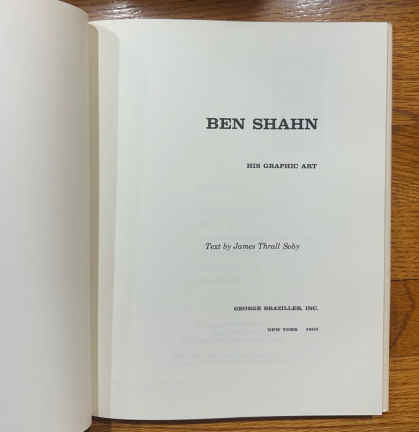 BEN SHAHN
HIS GRAPHIC ART
Text by James Thrall Soby
GEORGE BRAZILLER, INC.
NEW YORK